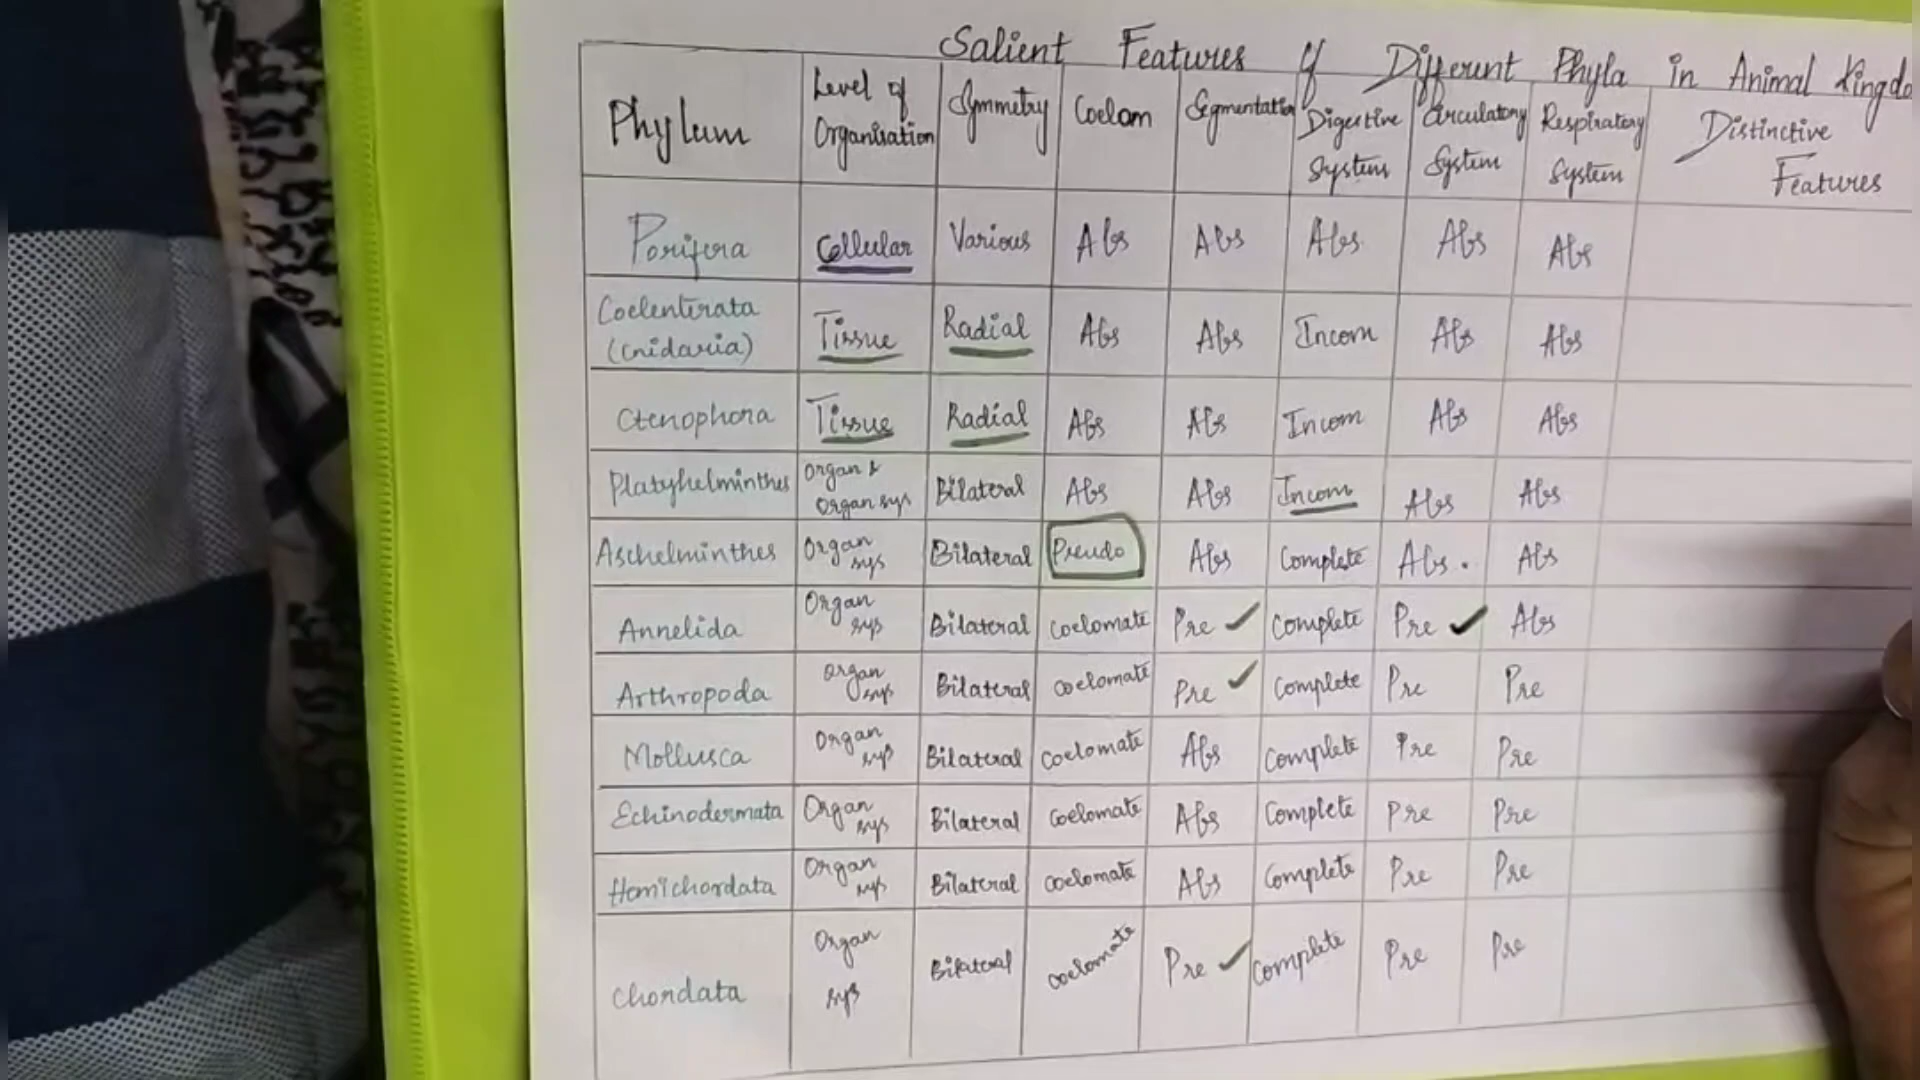 Salient Features of Different Phyla in Animal Kingdo
Phylum Level of Organisation Symmetry Coelom Segmentation Digestive System Circulatory System Respiratory System Distinctive Features
Porifera Cellular Various Abs Abs Abs. Abs Abs
Coelenterata (Cnidaria) Tissue Radial Abs Abs Incom Abs Abs
Ctenophora Tissue Radial Abs Abs Incom Abs Abs
Platyhelminthes Organ & Organ sys Bilateral Abs Abs Incom Abs Abs
Aschelminthes Organ sys Bilateral Pseudo Abs Complete Abs. Abs
Annelida Organ sys Bilateral Coelomate Pre ✓ Complete Pre ✓ Abs
Arthropoda Organ sys Bilateral Coelomate Pre ✓ Complete Pre Pre
Mollusca Organ sys Bilateral Coelomate Abs Complete Pre Pre
Echinodermata Organ sys Bilateral Coelomate Abs Complete Pre Pre
Hemichordata Organ sys Bilateral Coelomate Abs Complete Pre Pre
Chordata Organ sys Bilateral Coelomate Pre ✓ Complete Pre Pre